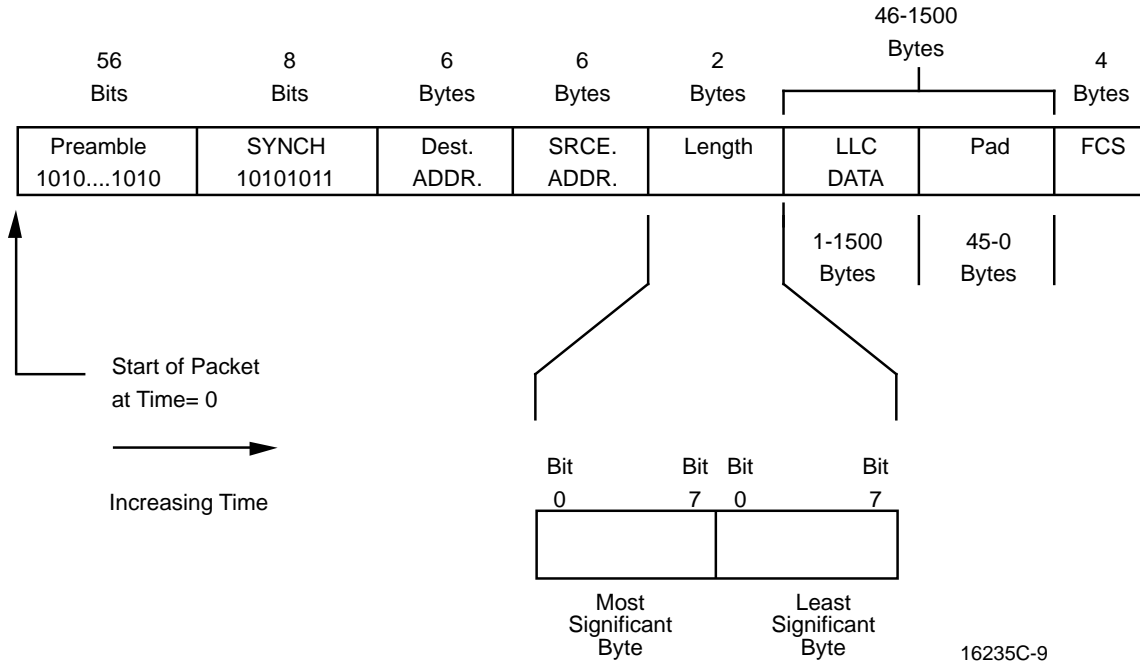 46-1500
Bytes
56 8 6 6 2 4
Bits Bits Bytes Bytes Bytes Bytes
Preamble SYNCH Dest. SRCE. Length LLC Pad FCS
1010....1010 10101011 ADDR. ADDR. DATA
1-1500 45-0
Bytes Bytes
Start of Packet
at Time= 0
Increasing Time
Bit Bit Bit Bit
0 7 0 7
Most Least
Significant Significant
Byte Byte
16235C-9